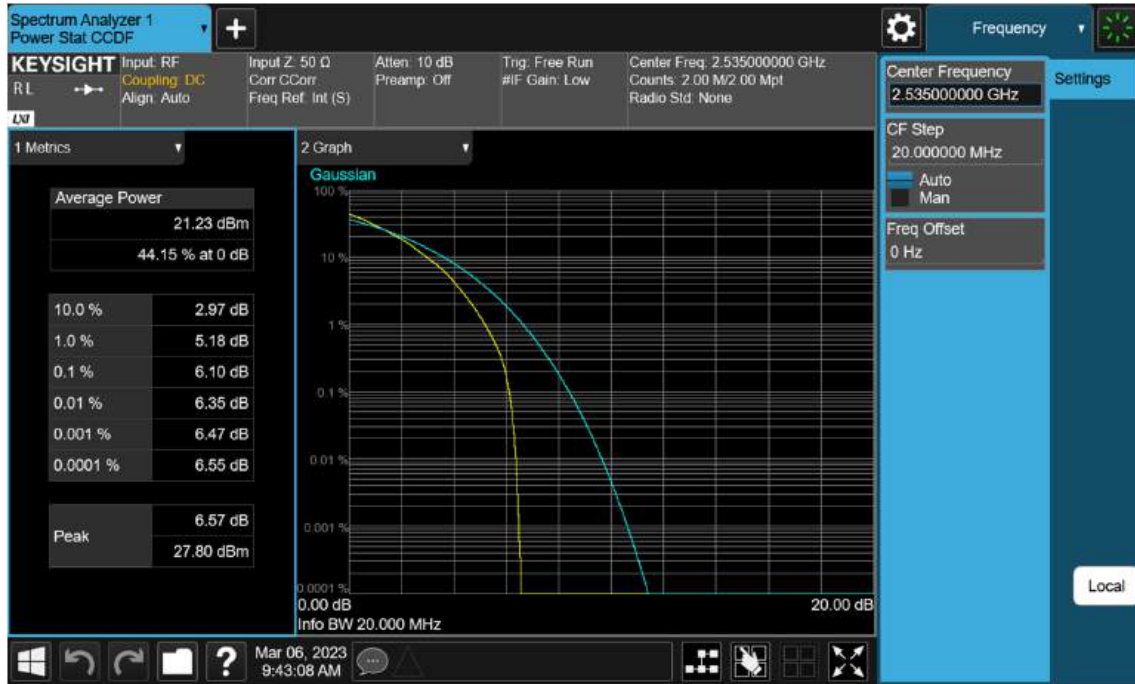 Spectrum Analyzer 1
Power Stat CCDF
Frequency
KEYSIGHT
R L
LXI
Input: RF
Coupling: DC
Align: Auto
Input Z: 50 Ω
Corr CCorr
Freq Ref: Int (S)
Atten: 10 dB
Preamp: Off
Trig: Free Run
#IF Gain: Low
Center Freq: 2.535000000 GHz
Counts: 2.00 M/2.00 Mpt
Radio Std: None
Center Frequency
2.535000000 GHz
Settings
CF Step
20.000000 MHz
Auto
Man
Freq Offset
0 Hz
1 Metrics
Average Power
21.23 dBm
44.15 % at 0 dB
10.0 % 2.97 dB
1.0 % 5.18 dB
0.1 % 6.10 dB
0.01 % 6.35 dB
0.001 % 6.47 dB
0.0001 % 6.55 dB
Peak
6.57 dB
27.80 dBm
2 Graph
Gaussian
100 %
10 %
1 %
0.1 %
0.01 %
0.001 %
0.0001 %
0.00 dB 20.00 dB
Info BW 20.000 MHz
Local
?
Mar 06, 2023
9:43:08 AM